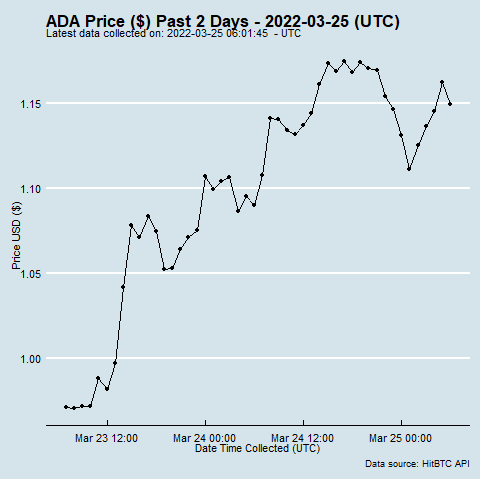 ADA Price ($) Past 2 Days - 2022-03-25 (UTC)
Latest data collected on: 2022-03-25 06:01:45 - UTC
Price USD ($)
1.15
1.10
1.05
1.00
Mar 23 12:00 Mar 24 00:00 Mar 24 12:00 Mar 25 00:00
Date Time Collected (UTC)
Data source: HitBTC API